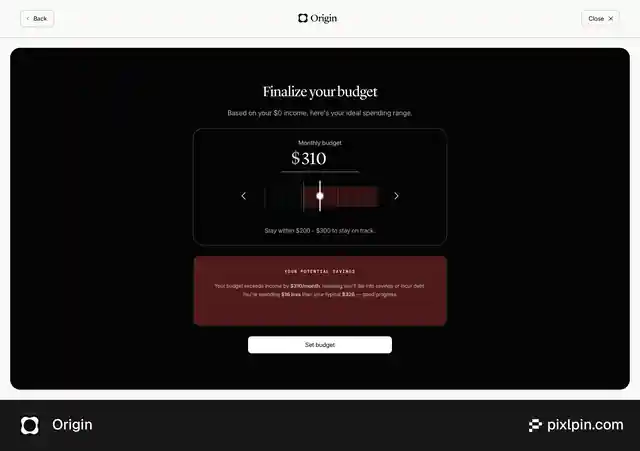 Back
Origin
Close
Finalize your budget
Based on your $0 income, here's your ideal spending range.
Monthly budget
$310
Stay within $200 - $300 to stay on track.
YOUR POTENTIAL SAVINGS
Your budget exceeds income by $310/month, meaning you'll dip into savings or incur debt
You're spending $16 less than your typical $326 — good progress.
Set budget
Origin
pixlpin.com